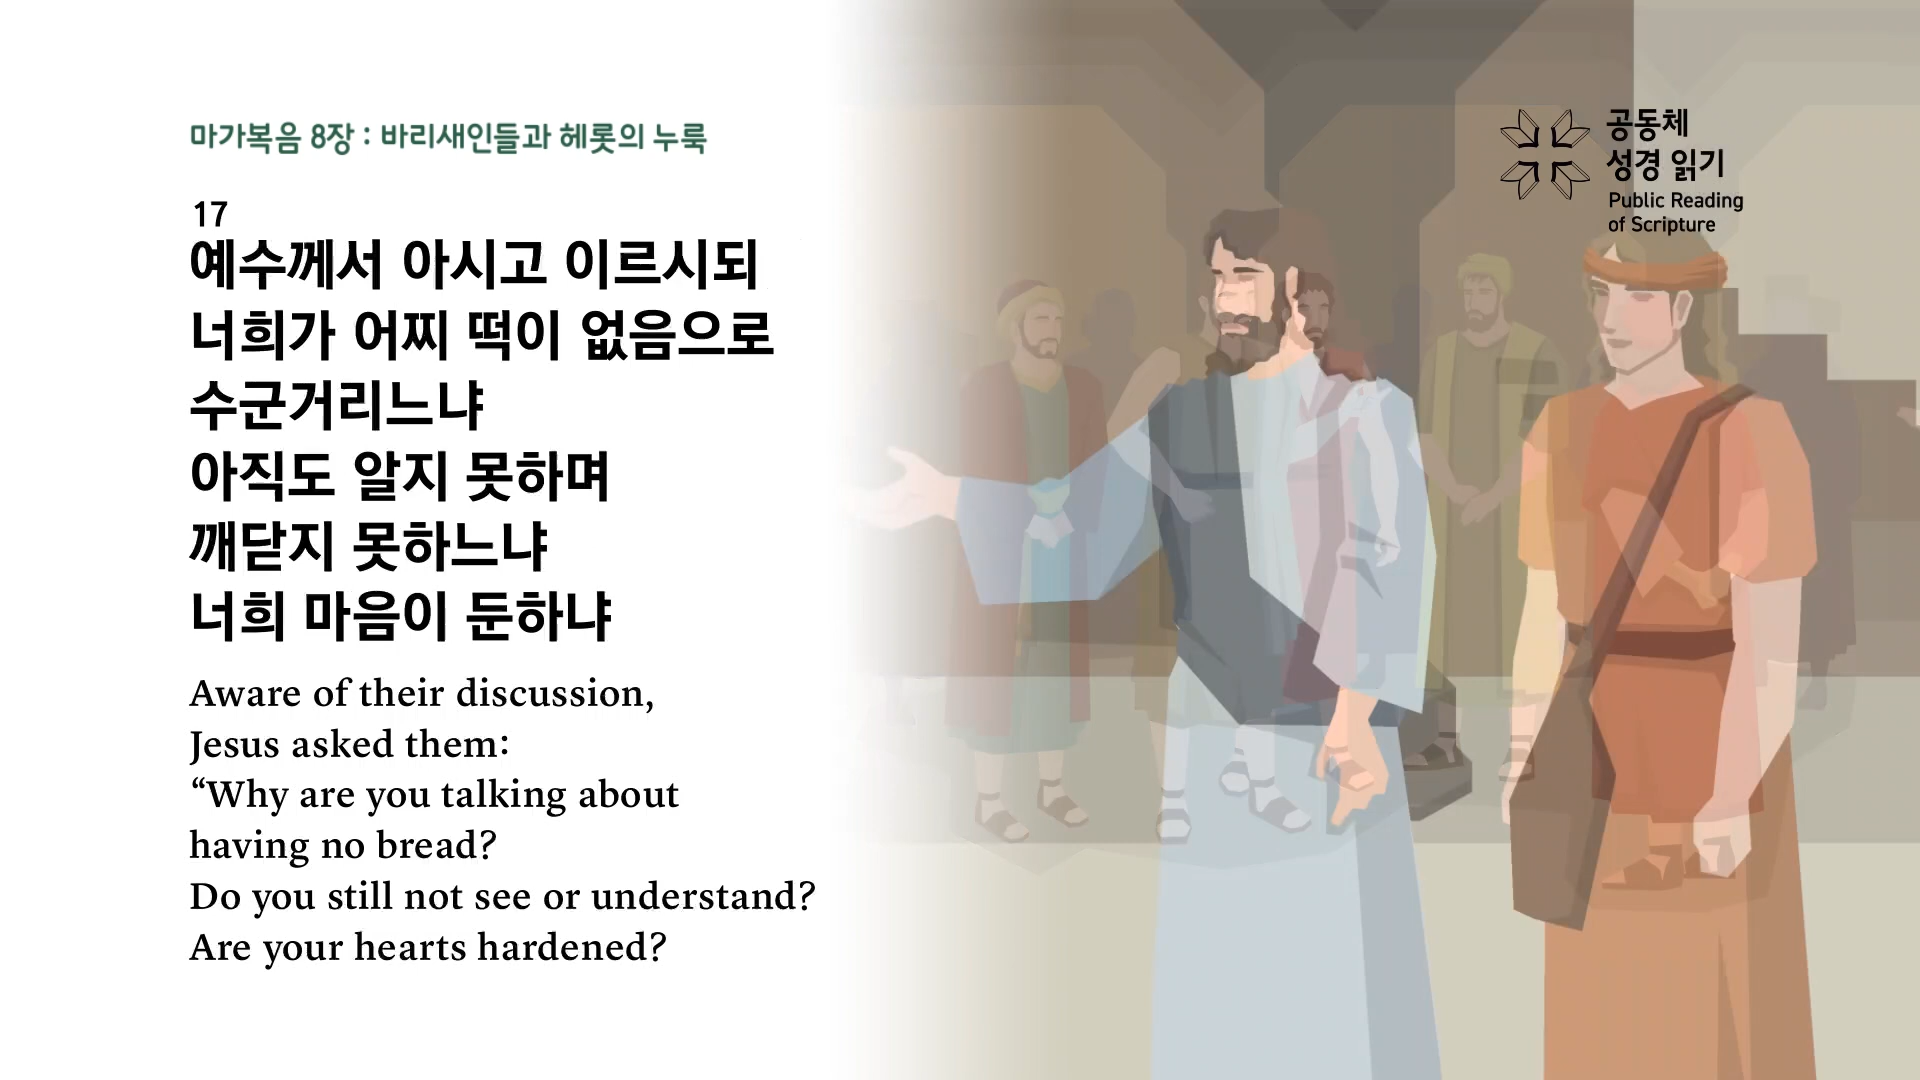 마가복음 8장 : 바리새인들과 헤롯의 누룩
17
예수께서 아시고 이르시되
너희가 어찌 떡이 없음으로
수군거리느냐
아직도 알지 못하며
깨닫지 못하느냐
너희 마음이 둔하냐
Aware of their discussion,
Jesus asked them:
“Why are you talking about
having no bread?
Do you still not see or understand?
Are your hearts hardened?
공동체
성경 읽기
Public Reading
of Scripture